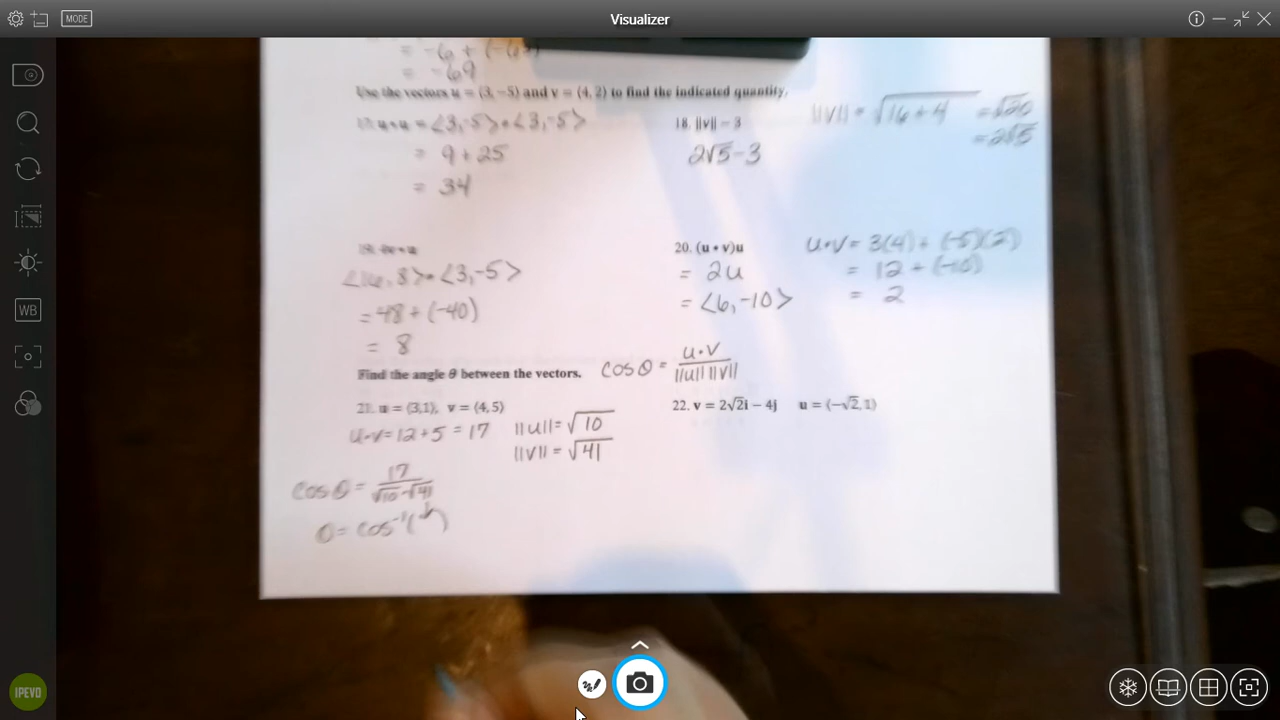 MODE
Visualizer
= -69
Use the vectors u = ⟨3, −5⟩ and v = ⟨4, 2⟩ to find the indicated quantity.
17. u • u = ⟨3,-5⟩•⟨3,-5⟩
= 9 + 25
= 34
18. ||v|| − 3
2√5-3
||v|| = √16+4 = √20
= 2√5
⟨16, 8⟩•⟨3,-5⟩
= 48 + (-40)
= 8
20. (u • v)u
= 2u
= ⟨6,-10⟩
u•v = 3(4) + (-5)(2)
= 12 + (-10)
= 2
Find the angle θ between the vectors.
cos θ = u•v / ||u|| ||v||
21. u = ⟨3,1⟩, v = ⟨4,5⟩
u•v = 12+5 = 17
||u|| = √10
||v|| = √41
cos θ = 17 / √10 · √41
θ = cos⁻¹(
22. v = 2√2i − 4j u = ⟨−√2, 1⟩
WB
IPEVO